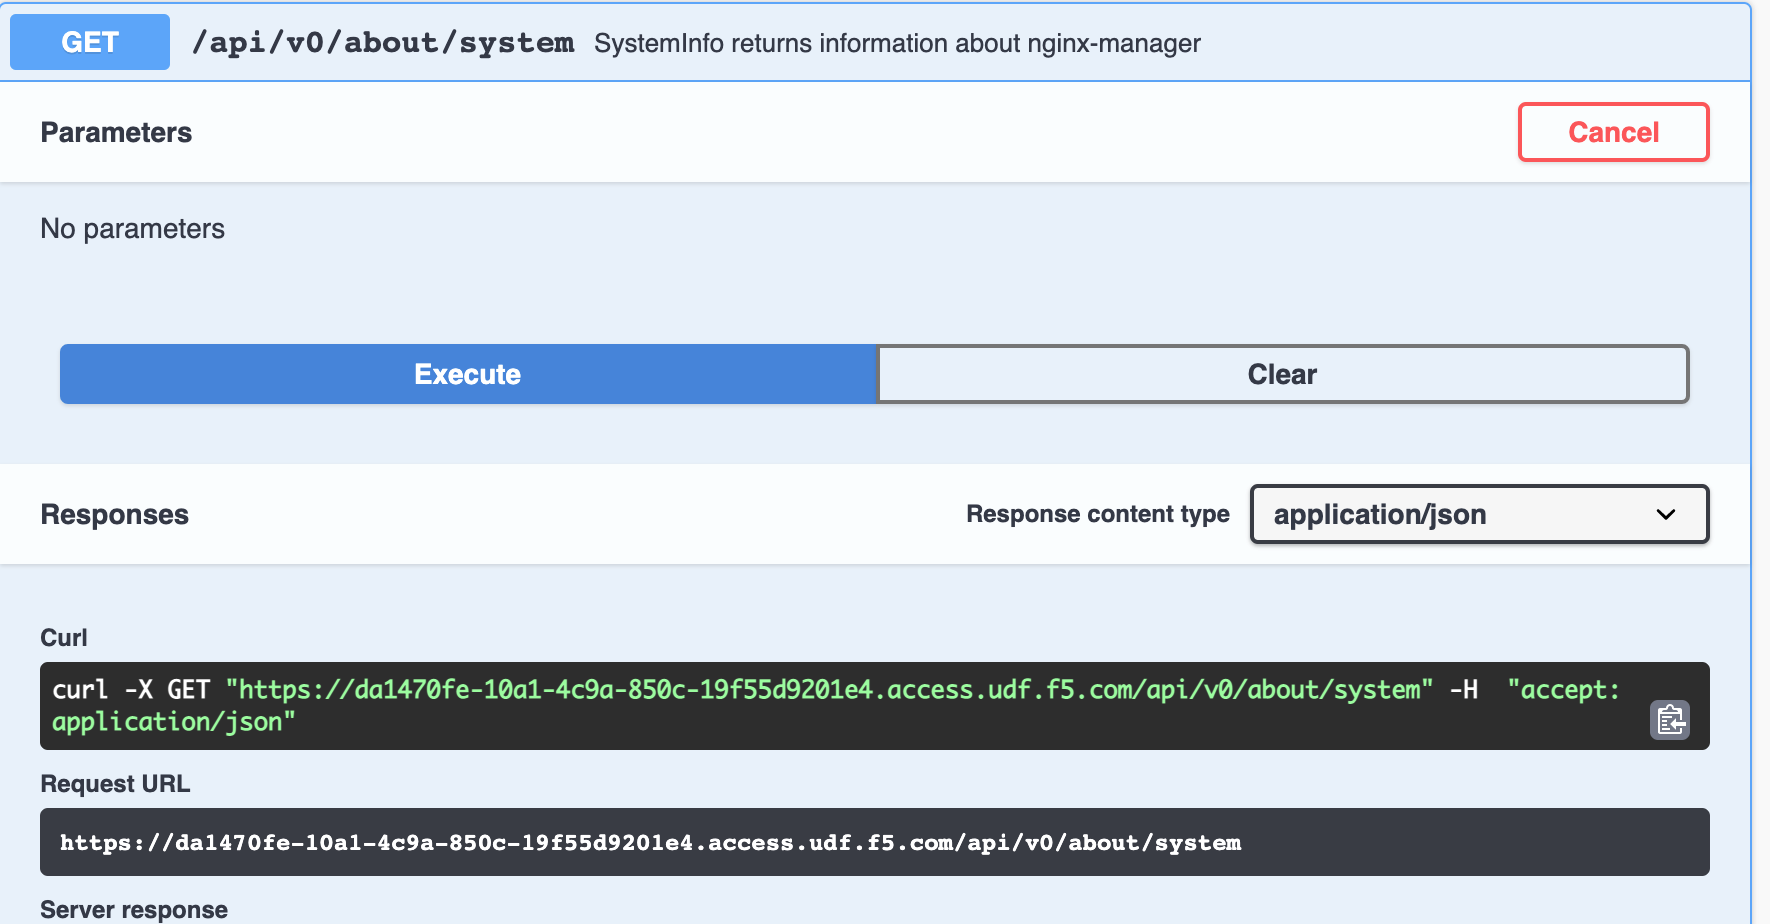 GET /api/v0/about/system SystemInfo returns information about nginx-manager
Parameters Cancel
No parameters
Execute Clear
Responses Response content type application/json
Curl
curl -X GET "https://da1470fe-10a1-4c9a-850c-19f55d9201e4.access.udf.f5.com/api/v0/about/system" -H  "accept:
application/json"
Request URL
https://da1470fe-10a1-4c9a-850c-19f55d9201e4.access.udf.f5.com/api/v0/about/system
Server response